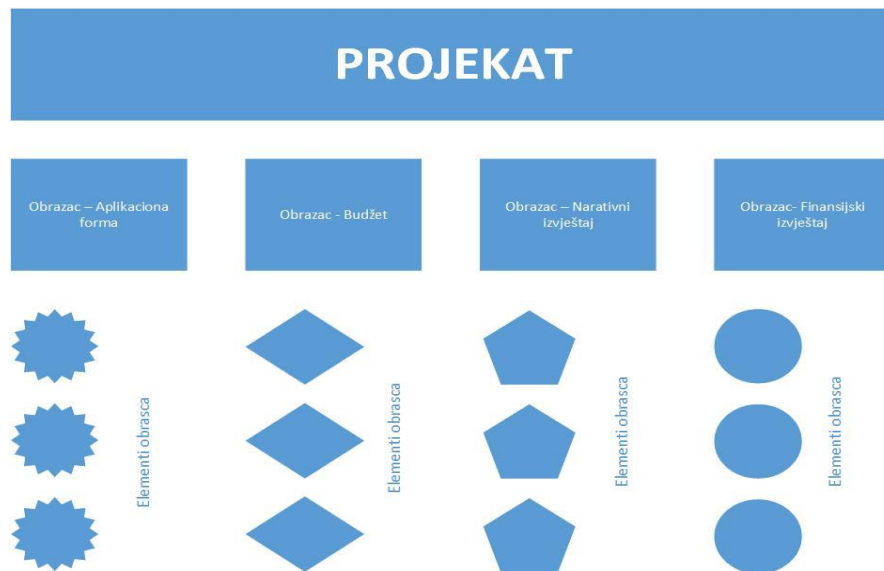 PROJEKAT
Obrazac – Aplikaciona
forma
Obrazac - Budžet
Obrazac – Narativni
izvještaj
Obrazac- Finansijski
izvještaj
Elementi obrasca
Elementi obrasca
Elementi obrasca
Elementi obrasca